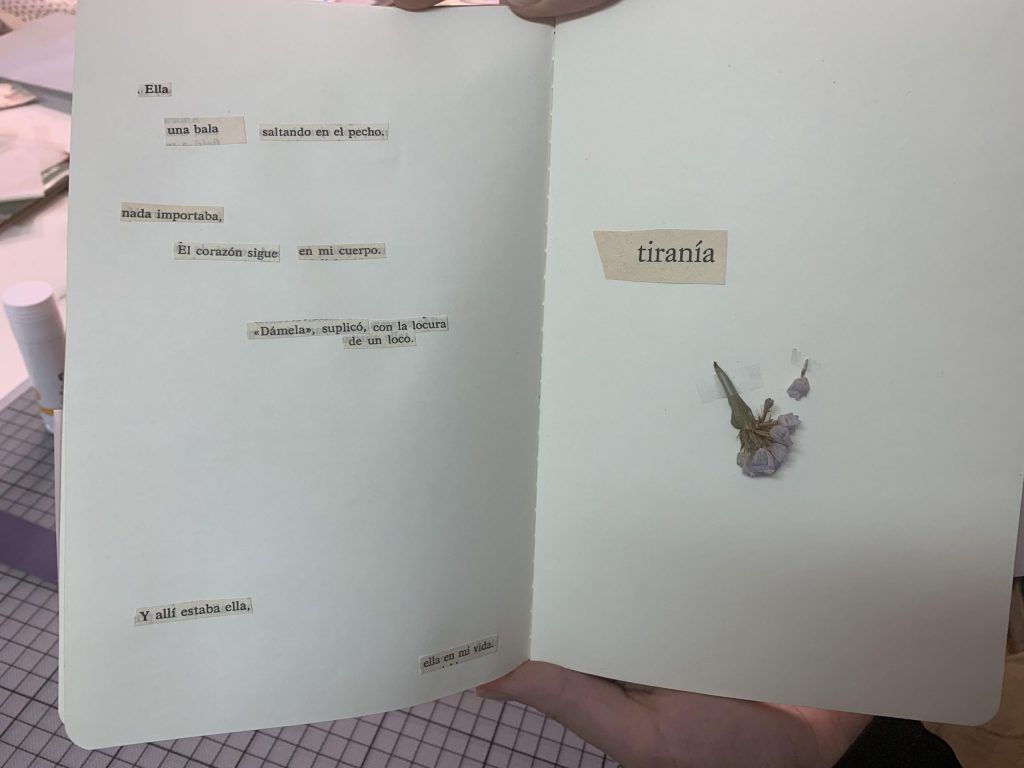 . Ella
una bala saltando en el pecho.
nada importaba,
El corazón sigue en mi cuerpo.
«Dámela», suplicó, con la locura
de un loco.
Y allí estaba ella,
ella en mi vida.
tiranía